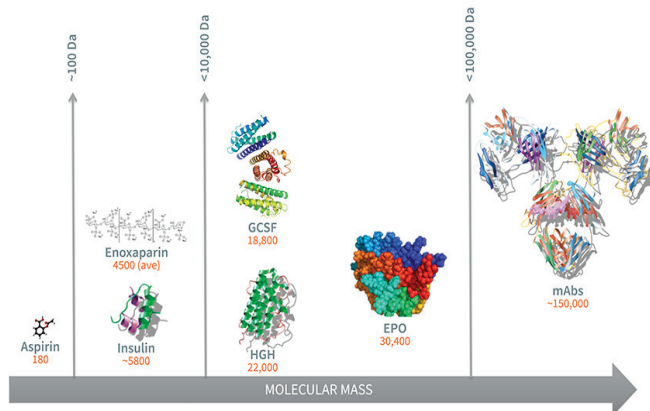 ~100 Da
<10,000 Da
<100,000 Da
Enoxaparin
4500 (ave)
GCSF
18,800
mAbs
~150,000
Aspirin
180
Insulin
~5800
HGH
22,000
EPO
30,400
MOLECULAR MASS